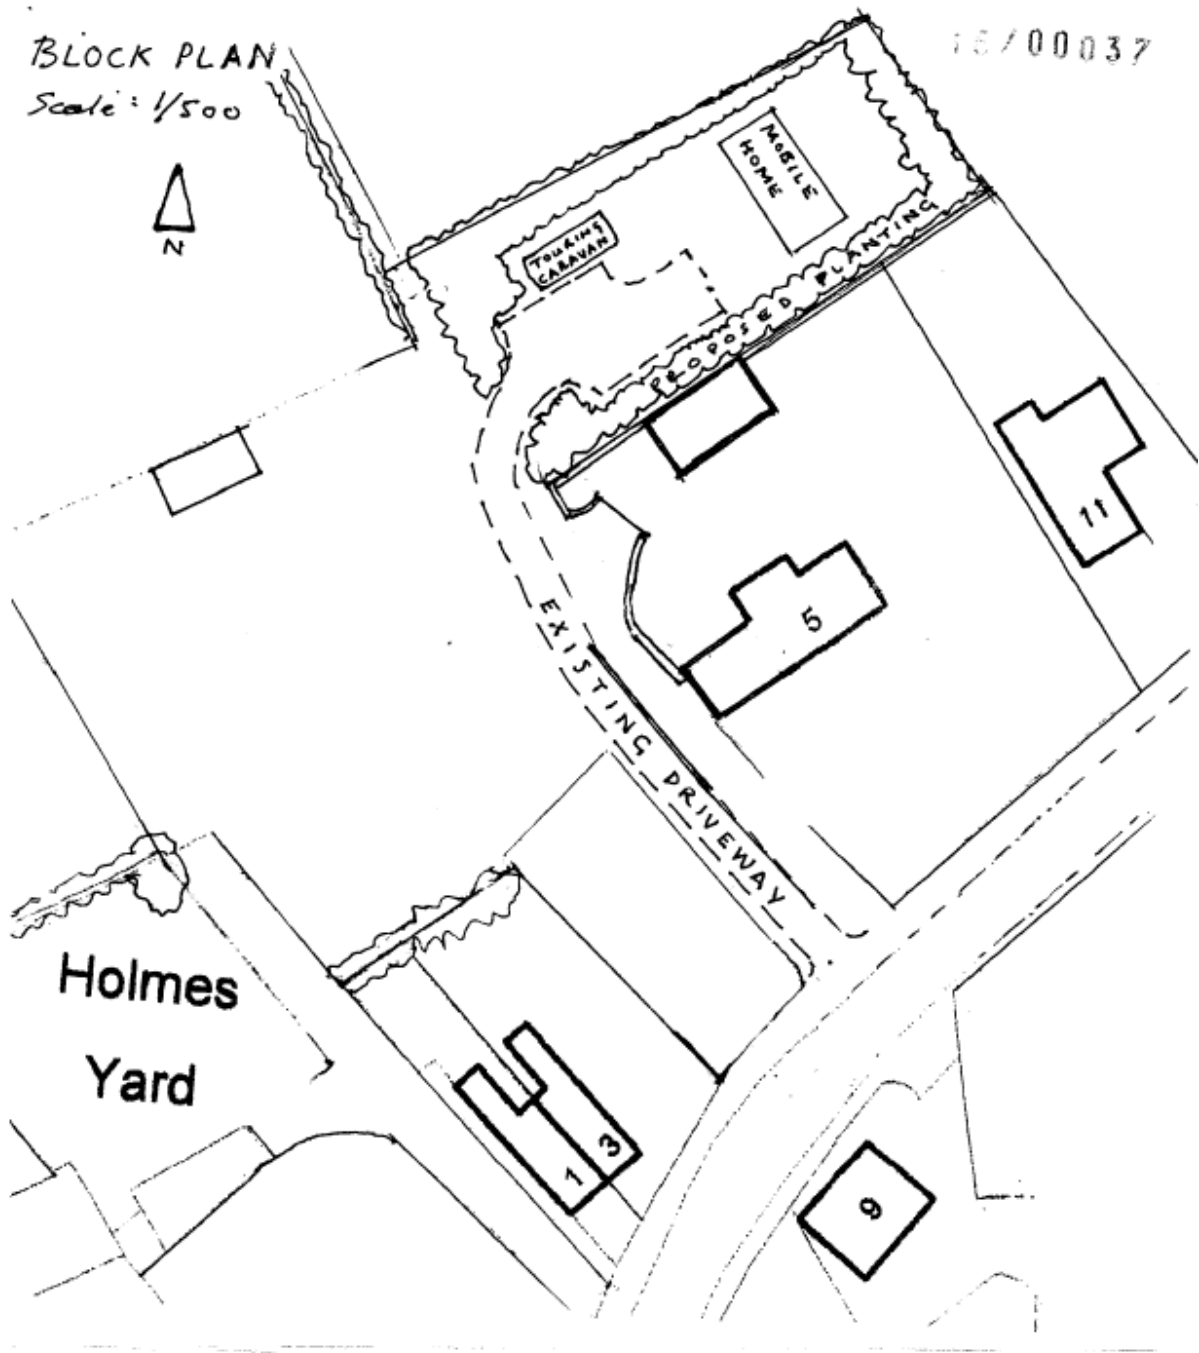 BLOCK PLAN
Scale: 1/500
N
16/00037
MOBILE
HOME
TOURING
CARAVAN
PROPOSED PLANTING
11
5
EXISTING DRIVEWAY
Holmes
Yard
3
1
9